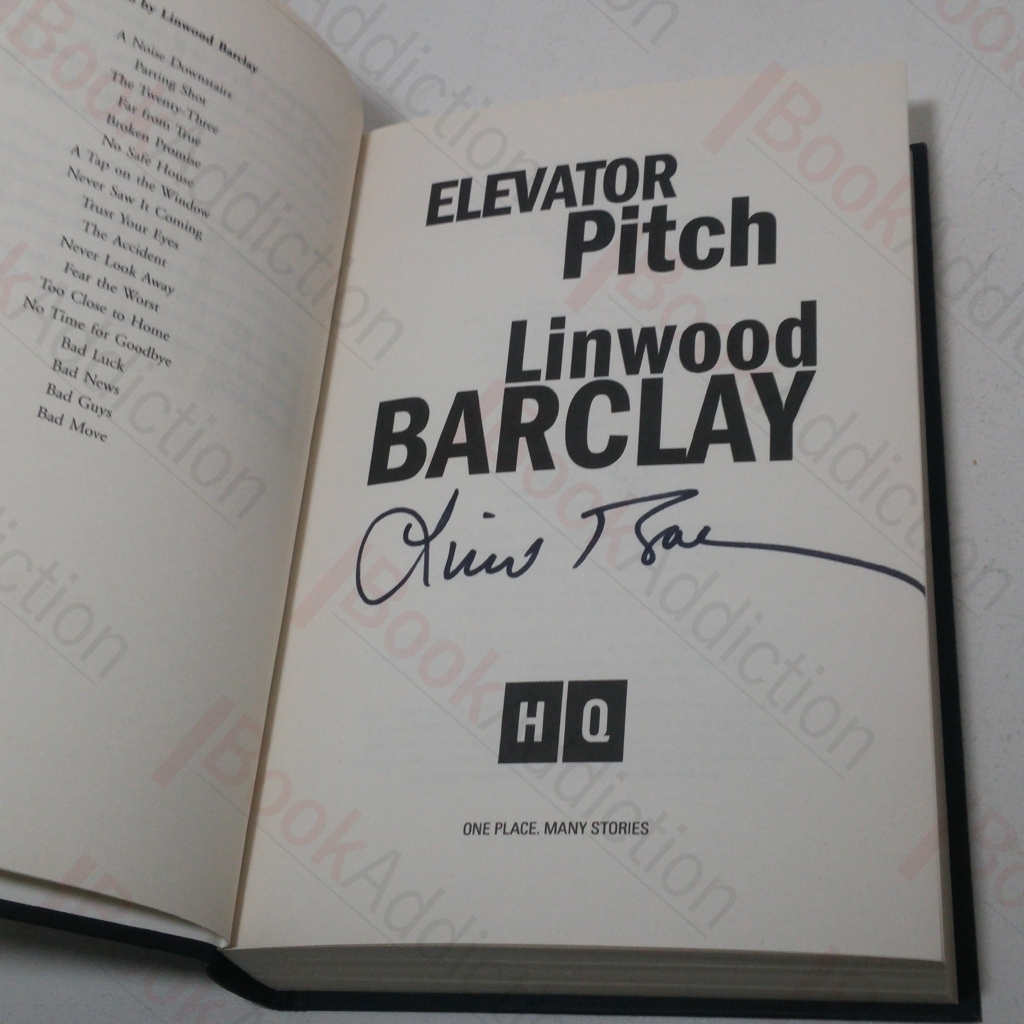 by Linwood Barclay
A Noise Downstairs
Parting Shot
The Twenty-Three
Far from True
Broken Promise
No Safe House
A Tap on the Window
Never Saw It Coming
Trust Your Eyes
The Accident
Never Look Away
Fear the Worst
Too Close to Home
No Time for Goodbye
Bad Luck
Bad News
Bad Guys
Bad Move
ELEVATOR
Pitch
Linwood
BARCLAY
HQ
ONE PLACE. MANY STORIES
BookAddiction